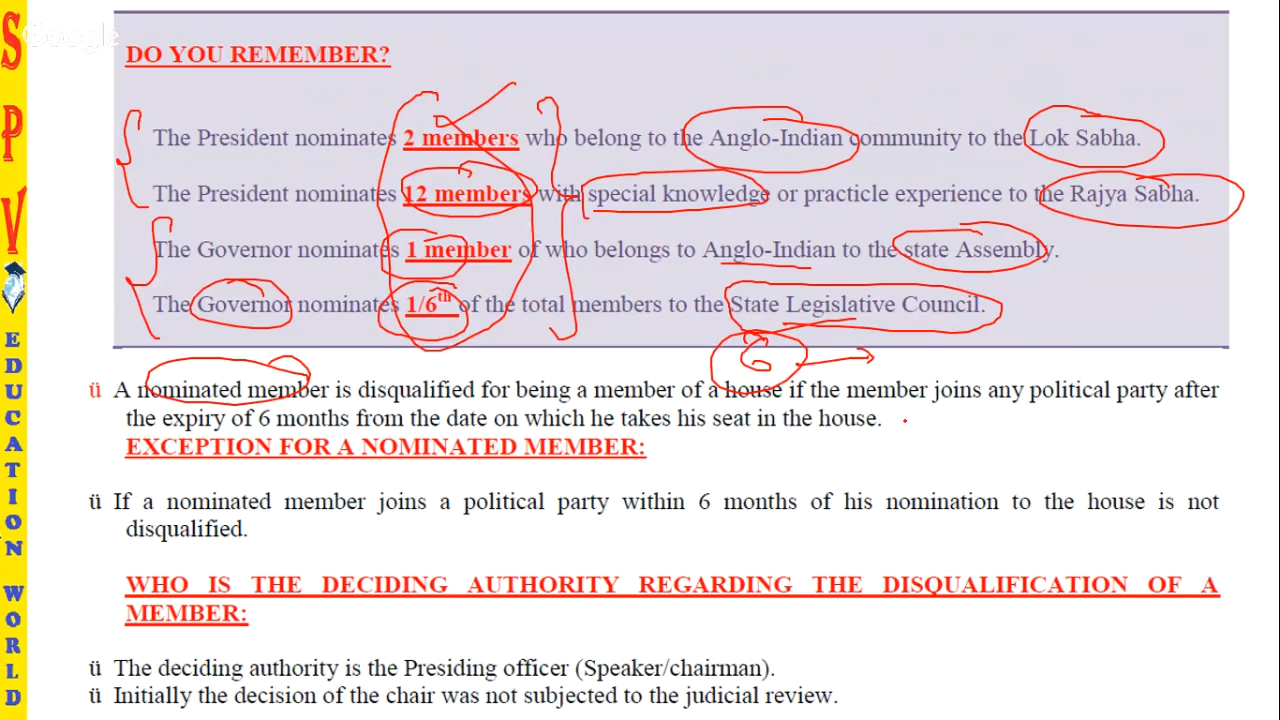 Google
DO YOU REMEMBER?
The President nominates 2 members who belong to the Anglo-Indian community to the Lok Sabha.
The President nominates 12 members with special knowledge or practicle experience to the Rajya Sabha.
The Governor nominates 1 member of who belongs to Anglo-Indian to the state Assembly.
The Governor nominates 1/6th of the total members to the State Legislative Council.
ü A nominated member is disqualified for being a member of a house if the member joins any political party after
the expiry of 6 months from the date on which he takes his seat in the house.
EXCEPTION FOR A NOMINATED MEMBER:
ü If a nominated member joins a political party within 6 months of his nomination to the house is not
disqualified.
WHO IS THE DECIDING AUTHORITY REGARDING THE DISQUALIFICATION OF A
MEMBER:
ü The deciding authority is the Presiding officer (Speaker/chairman).
ü Initially the decision of the chair was not subjected to the judicial review.
SPV EDUCATION WORLD